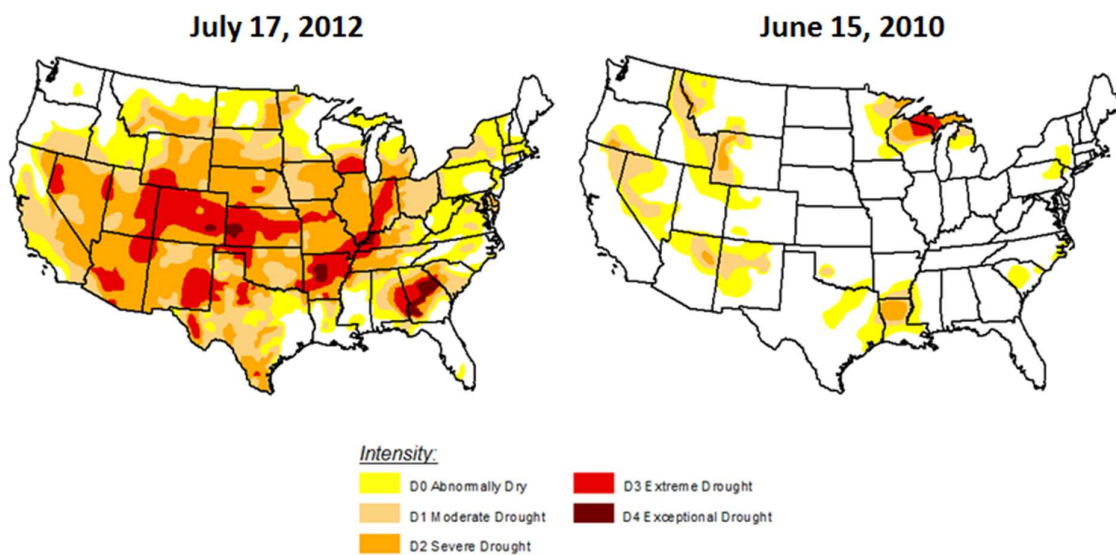 July 17, 2012
June 15, 2010
Intensity:
D0 Abnormally Dry
D1 Moderate Drought
D2 Severe Drought
D3 Extreme Drought
D4 Exceptional Drought